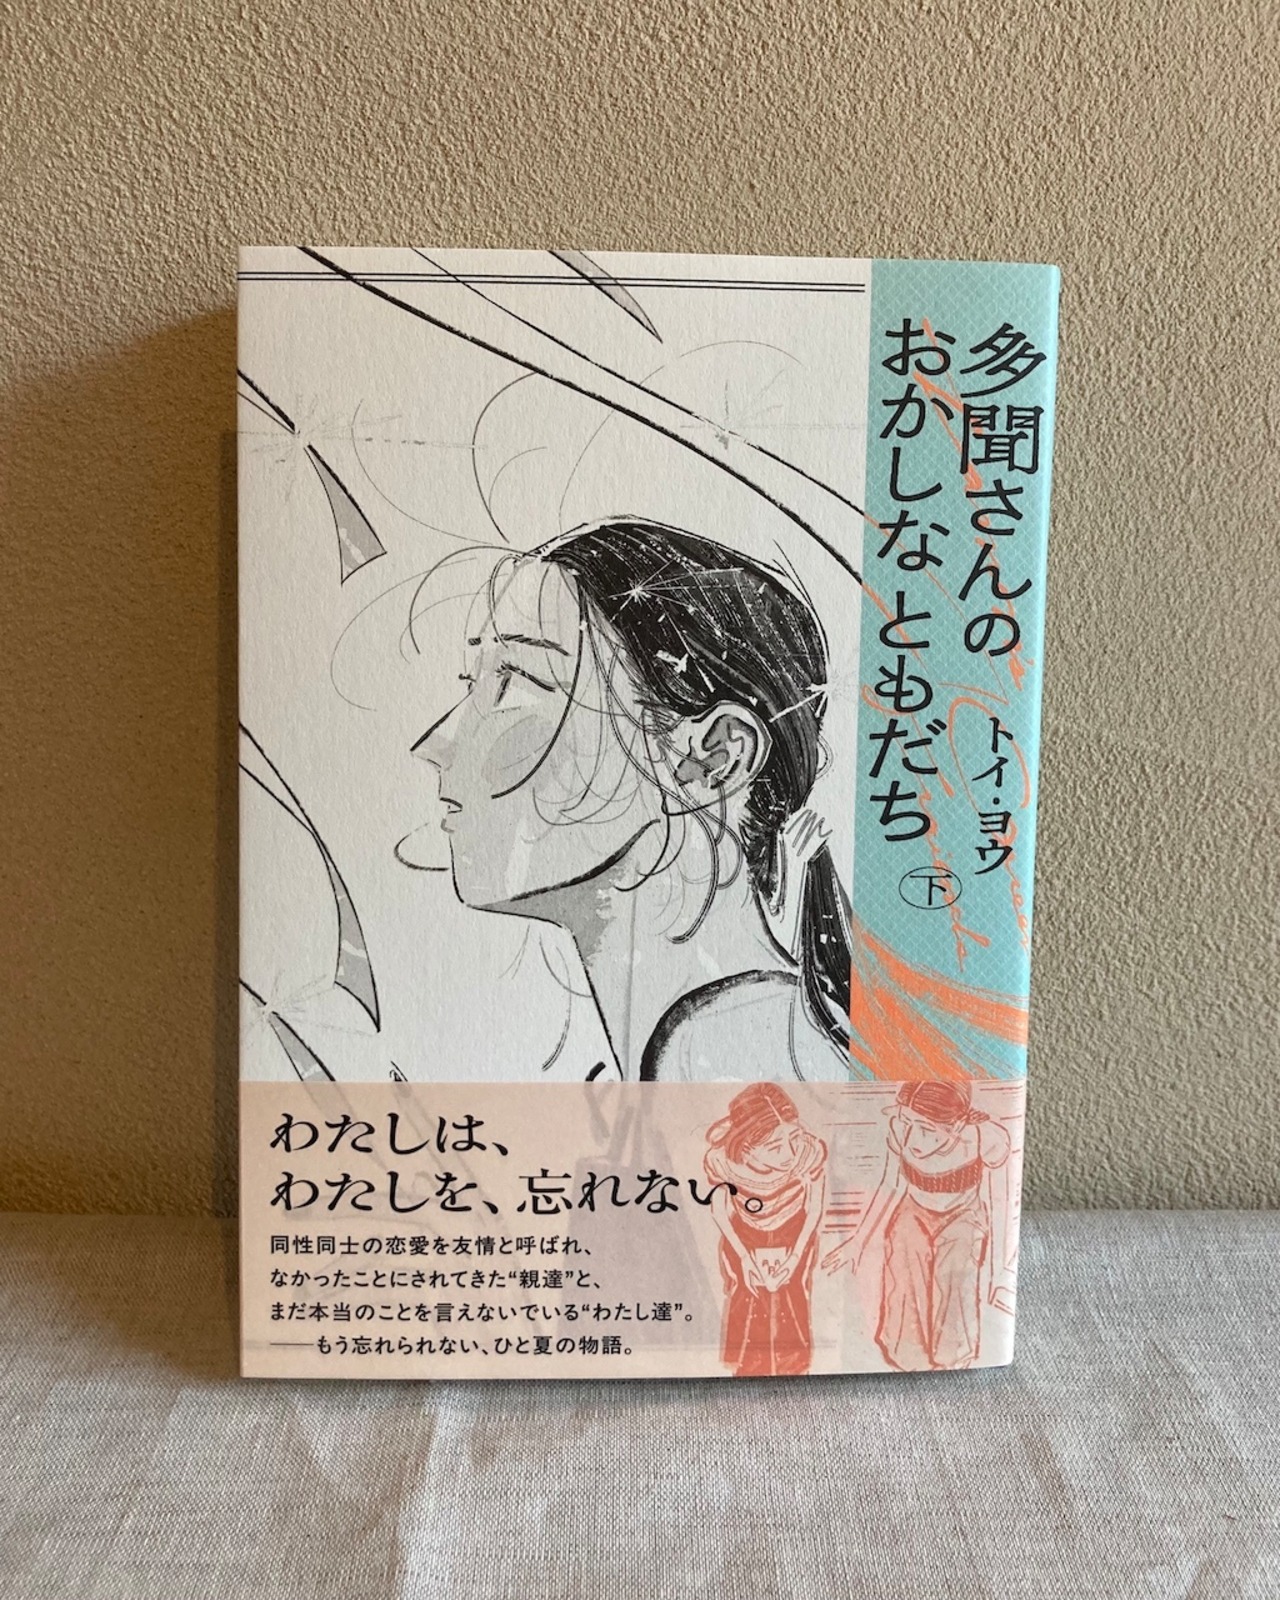 多聞さんの
おかしなともだち
トイ・ヨウ
下
わたしは、
わたしを、忘れない。
同性同士の恋愛を友情と呼ばれ、
なかったことにされてきた“親達”と、
まだ本当のことを言えないでいる“わたし達”。
──もう忘れられない、ひと夏の物語。